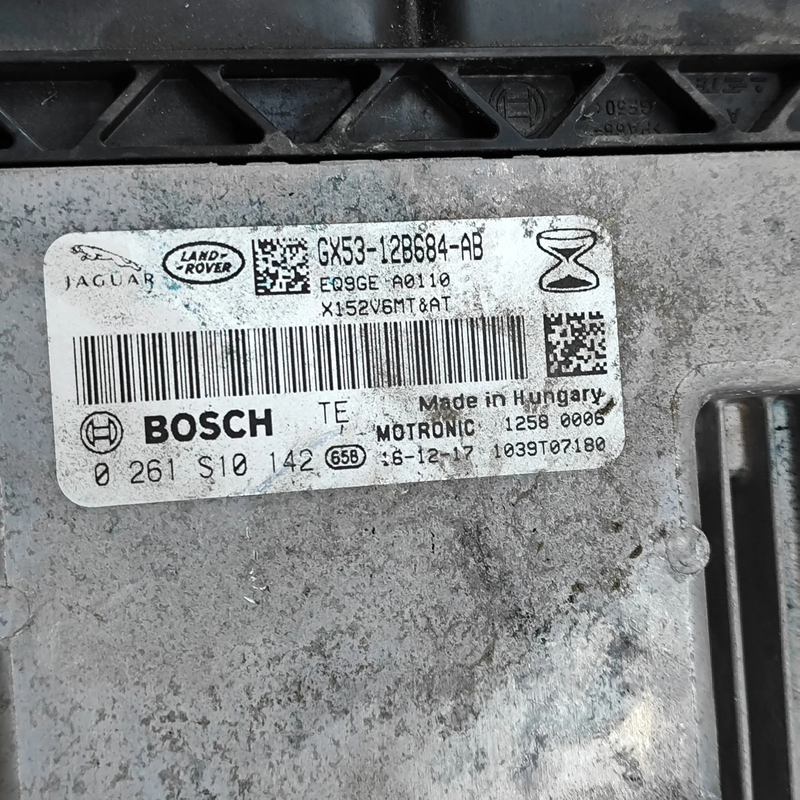 JAGUAR
LAND-
ROVER
GX53-12B684-AB
EQ9GE A0110
X152V6MT&AT
Made in Hungary
BOSCH
TE
MOTRONIC 1258 0006
0 261 S10 142 65B 16-12-17 1039T07180